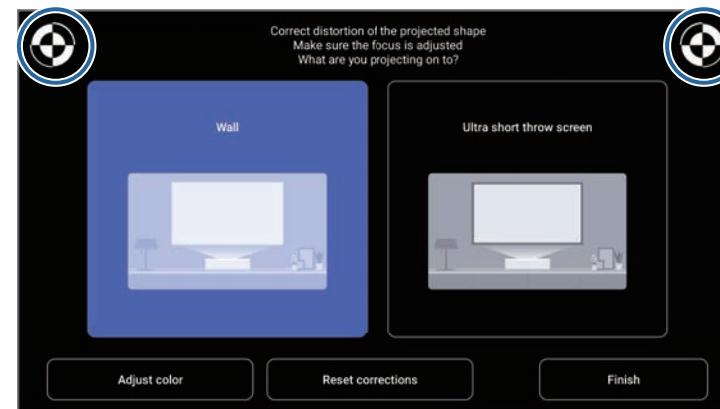 Correct distortion of the projected shape
Make sure the focus is adjusted
What are you projecting on to?
Wall
Ultra short throw screen
Adjust color
Reset corrections
Finish